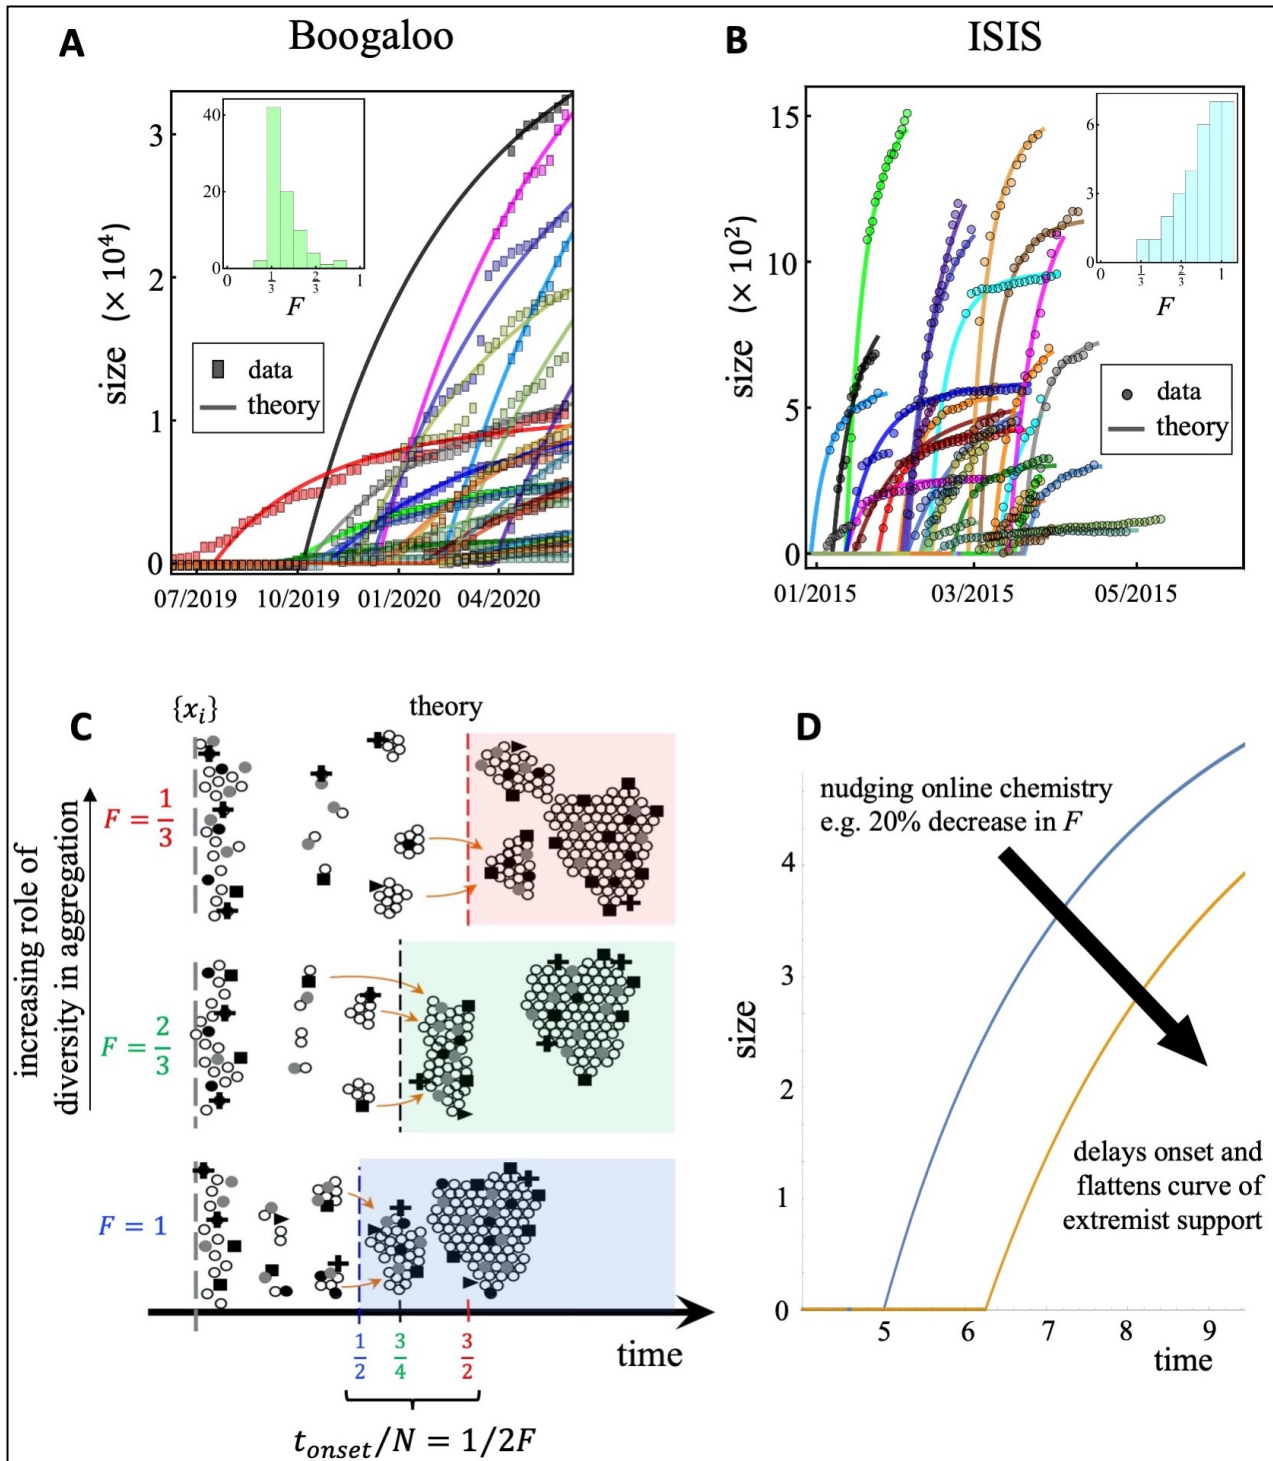 A
Boogaloo
size (× 10⁴)
3
2
1
0
07/2019
10/2019
01/2020
04/2020
40
20
0
0
1/3
2/3
1
F
data
theory
B
ISIS
size (× 10²)
15
10
5
0
01/2015
03/2015
05/2015
6
3
0
0
1/3
2/3
1
F
data
theory
C
{xᵢ}
theory
increasing role of
diversity in aggregation
F = 1/3
F = 2/3
F = 1
1/2
3/4
3/2
time
t_onset/N = 1/2F
D
nudging online chemistry
e.g. 20% decrease in F
delays onset and
flattens curve of
extremist support
size
4
3
2
1
0
5
6
7
8
9
time